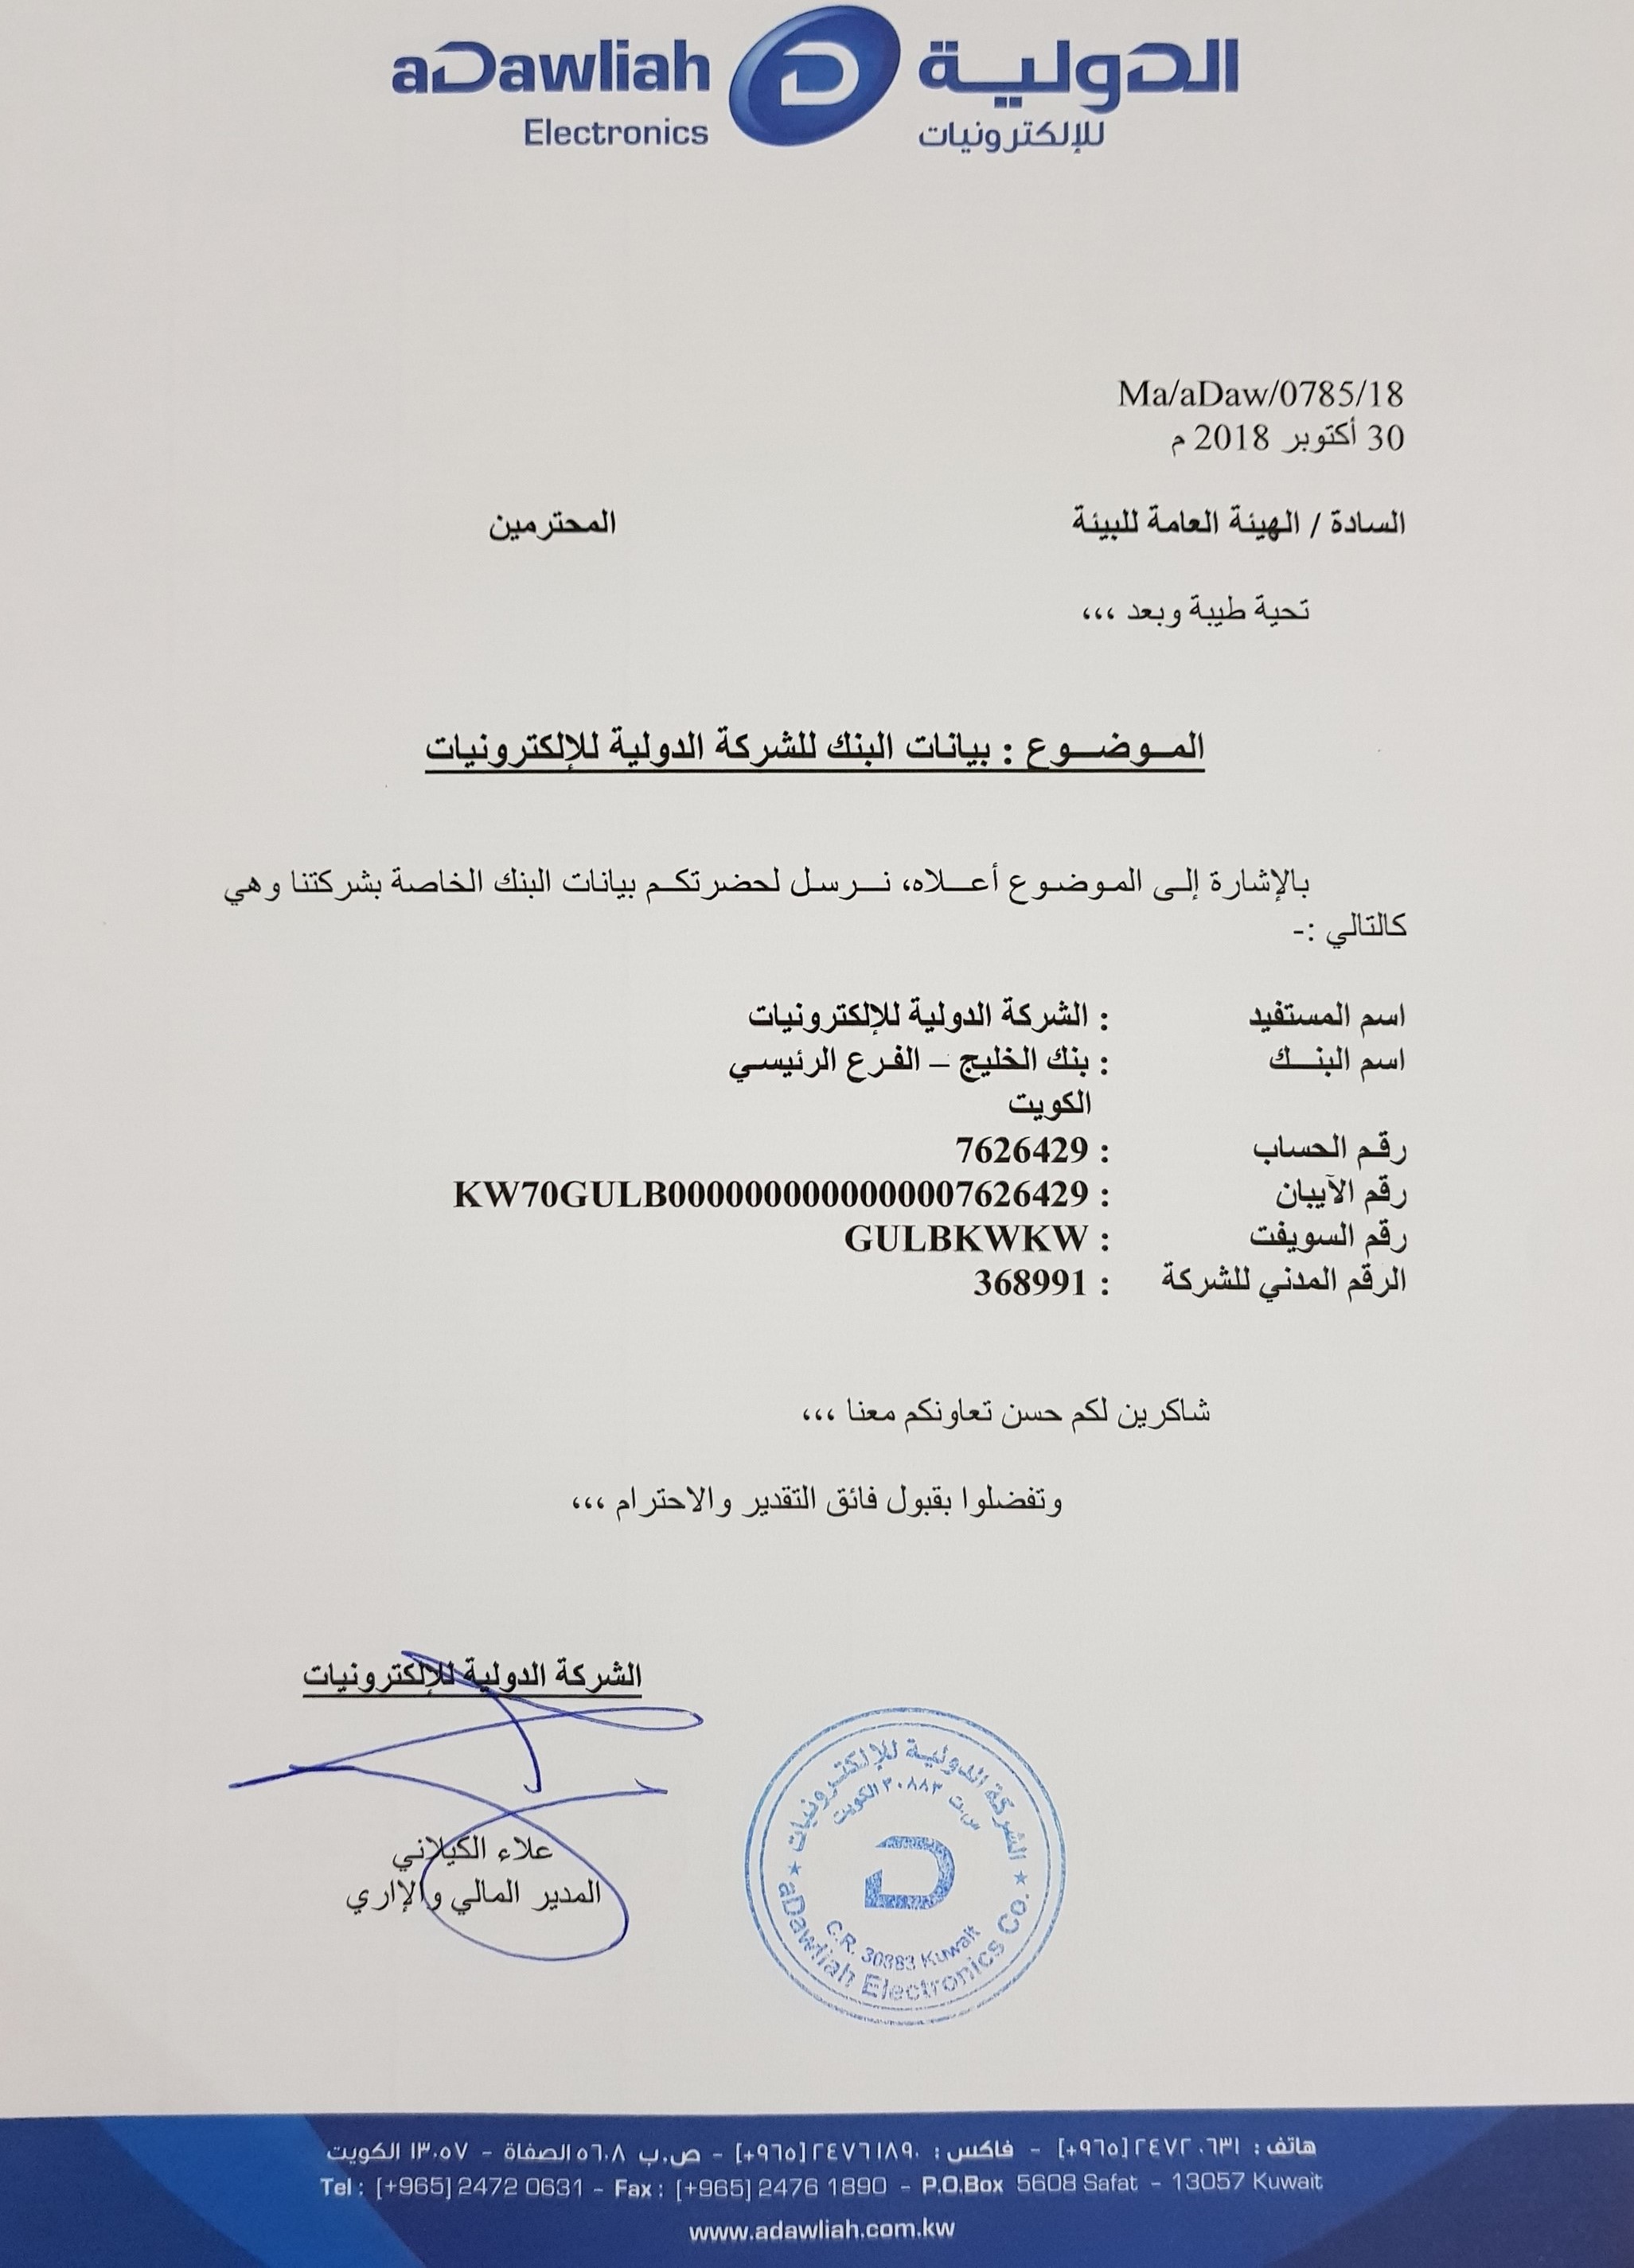 aDawliah الدولية
Electronics للإلكترونيات
Ma/aDaw/0785/18
30 أكتوبر 2018 م
السادة / الهيئة العامة للبيئة المحترمين
تحية طيبة وبعد ،،،
المـوضـوع : بيانات البنك للشركة الدولية للإلكترونيات
بالإشارة إلى الموضوع أعلاه، نرسل لحضرتكم بيانات البنك الخاصة بشركتنا وهي
كالتالي :-
اسم المستفيد : الشركة الدولية للإلكترونيات
اسم البنك : بنك الخليج – الفرع الرئيسي
الكويت
رقم الحساب : 7626429
رقم الآيبان : KW70GULB0000000000000007626429
رقم السويفت : GULBKWKW
الرقم المدني للشركة : 368991
شاكرين لكم حسن تعاونكم معنا ،،،
وتفضلوا بقبول فائق التقدير والاحترام ،،،
الشركة الدولية للإلكترونيات
علاء الكيلاني
المدير المالي والإاري
الشركة الدولية للإلكترونيات
س.ت ٣٠٨٨٣ الكويت
C.R. 30383 Kuwait
aDawliah Electronics Co.
هاتف : ٢٤٧٢٠٦٣١[٩٦٥+] – فاكس : ٢٤٧٦١٨٩٠[٩٦٥+] – ص.ب ٥٦٠٨ الصفاة – ١٣٠٥٧ الكويت
Tel : [+965] 2472 0631 – Fax : [+965] 2476 1890 – P.O.Box 5608 Safat – 13057 Kuwait
www.adawliah.com.kw